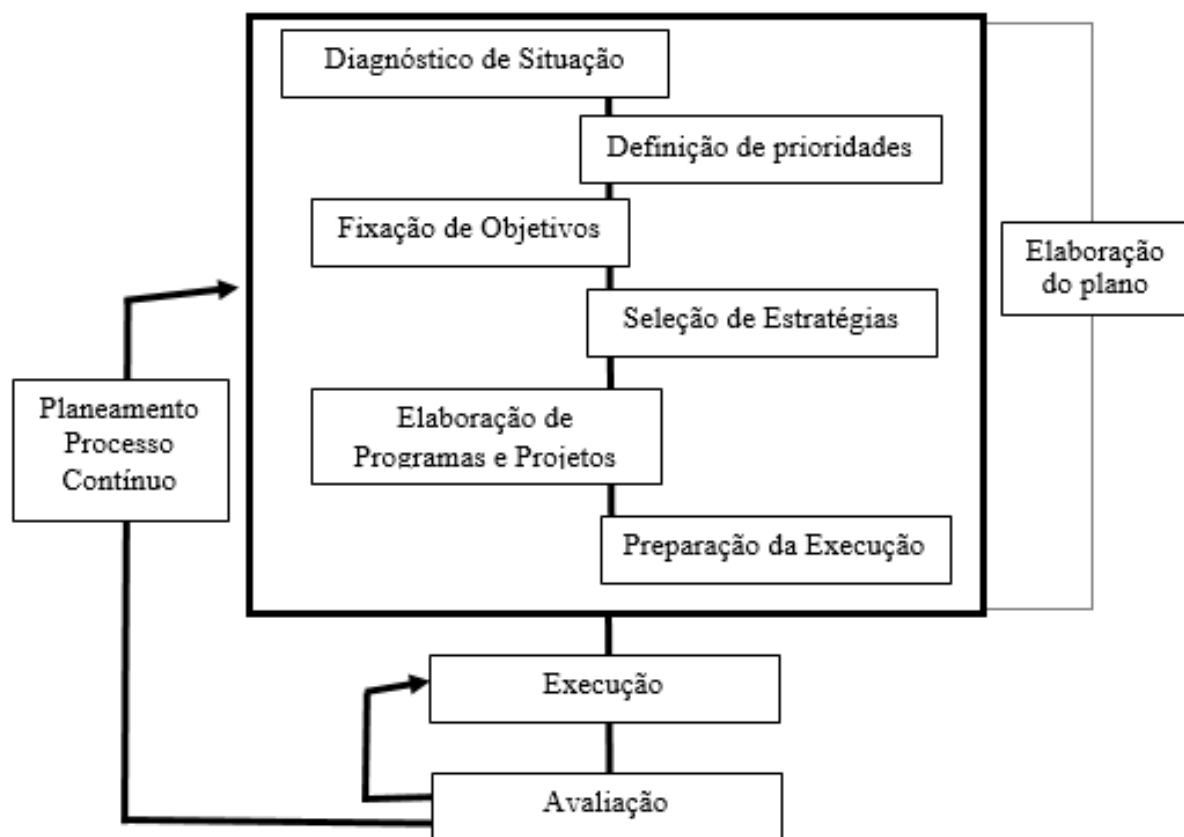 Diagnóstico de Situação
Definição de prioridades
Fixação de Objetivos
Elaboração
do plano
Seleção de Estratégias
Planeamento
Processo
Contínuo
Elaboração de
Programas e Projetos
Preparação da Execução
Execução
Avaliação